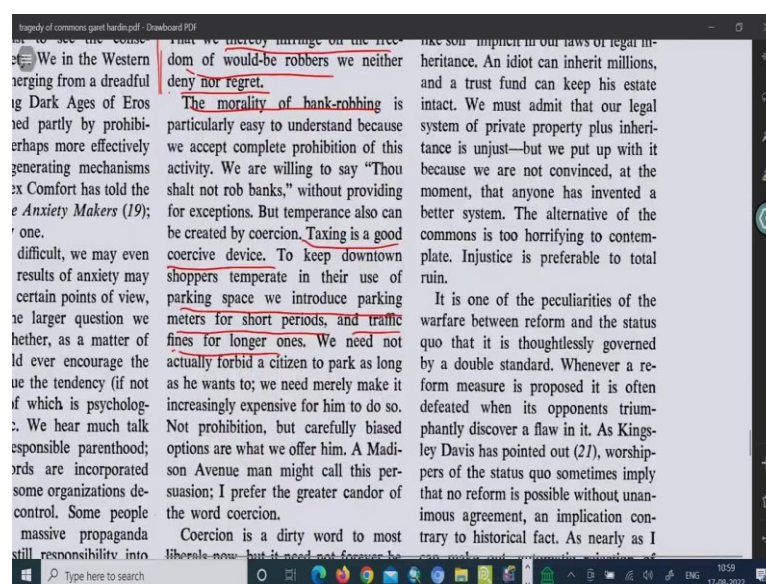 tragedy of commons garet hardin.pdf - Drawboard PDF
We in the Western
nerging from a dreadful
g Dark Ages of Eros
ned partly by prohibi-
erhaps more effectively
generating mechanisms
ex Comfort has told the
e Anxiety Makers (19);
one.
difficult, we may even
results of anxiety may
certain points of view,
ne larger question we
hether, as a matter of
ld ever encourage the
ue the tendency (if not
of which is psycholog-
c. We hear much talk
esponsible parenthood;
ords are incorporated
some organizations de-
control. Some people
massive propaganda
still responsibility into
That we thereby infringe on the free-
dom of would-be robbers we neither
deny nor regret.
The morality of bank-robbing is
particularly easy to understand because
we accept complete prohibition of this
activity. We are willing to say “Thou
shalt not rob banks,” without providing
for exceptions. But temperance also can
be created by coercion. Taxing is a good
coercive device. To keep downtown
shoppers temperate in their use of
parking space we introduce parking
meters for short periods, and traffic
fines for longer ones. We need not
actually forbid a citizen to park as long
as he wants to; we need merely make it
increasingly expensive for him to do so.
Not prohibition, but carefully biased
options are what we offer him. A Madi-
son Avenue man might call this per-
suasion; I prefer the greater candor of
the word coercion.
Coercion is a dirty word to most
liberals now, but it need not forever be
like son” implicit in our laws of legal in-
heritance. An idiot can inherit millions,
and a trust fund can keep his estate
intact. We must admit that our legal
system of private property plus inheri-
tance is unjust—but we put up with it
because we are not convinced, at the
moment, that anyone has invented a
better system. The alternative of the
commons is too horrifying to contem-
plate. Injustice is preferable to total
ruin.
It is one of the peculiarities of the
warfare between reform and the status
quo that it is thoughtlessly governed
by a double standard. Whenever a re-
form measure is proposed it is often
defeated when its opponents trium-
phantly discover a flaw in it. As Kings-
ley Davis has pointed out (21), worship-
pers of the status quo sometimes imply
that no reform is possible without unan-
imous agreement, an implication con-
trary to historical fact. As nearly as I
can make out, automatic rejection of
Type here to search
ENG
10:59
17-08-2022